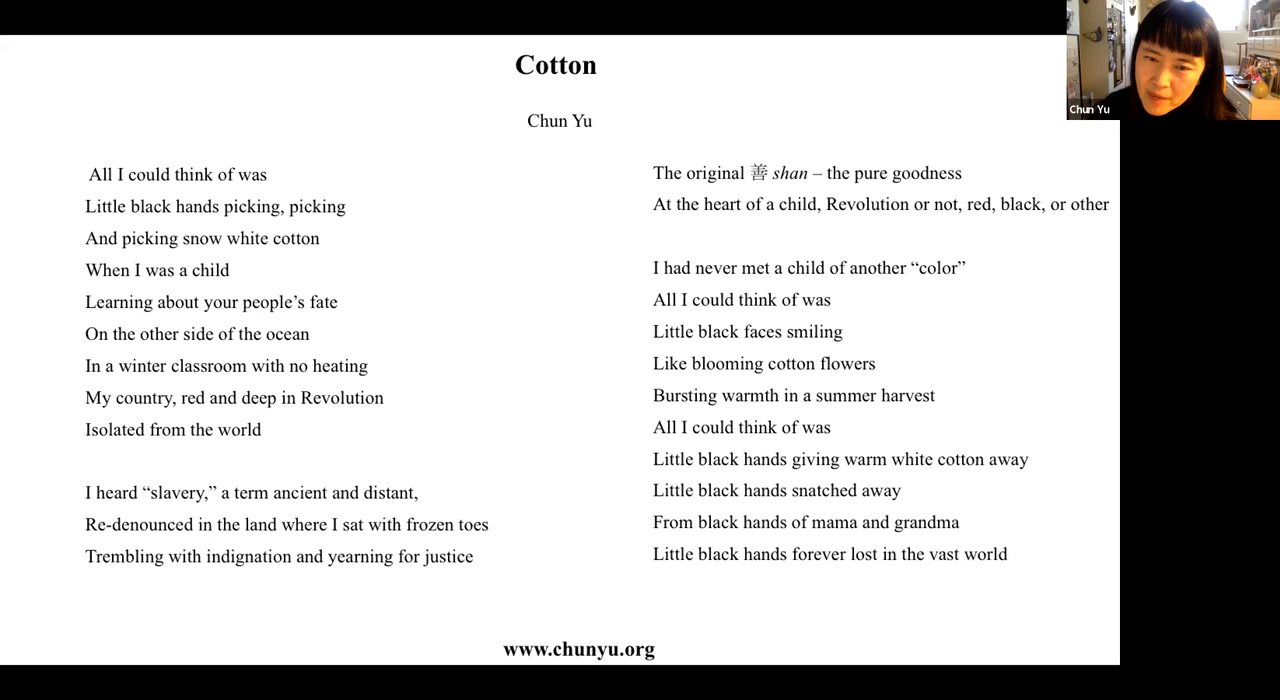 Cotton
Chun Yu
All I could think of was
Little black hands picking, picking
And picking snow white cotton
When I was a child
Learning about your people’s fate
On the other side of the ocean
In a winter classroom with no heating
My country, red and deep in Revolution
Isolated from the world
I heard “slavery,” a term ancient and distant,
Re-denounced in the land where I sat with frozen toes
Trembling with indignation and yearning for justice
The original 善 shan – the pure goodness
At the heart of a child, Revolution or not, red, black, or other
I had never met a child of another “color”
All I could think of was
Little black faces smiling
Like blooming cotton flowers
Bursting warmth in a summer harvest
All I could think of was
Little black hands giving warm white cotton away
Little black hands snatched away
From black hands of mama and grandma
Little black hands forever lost in the vast world
www.chunyu.org
Chun Yu